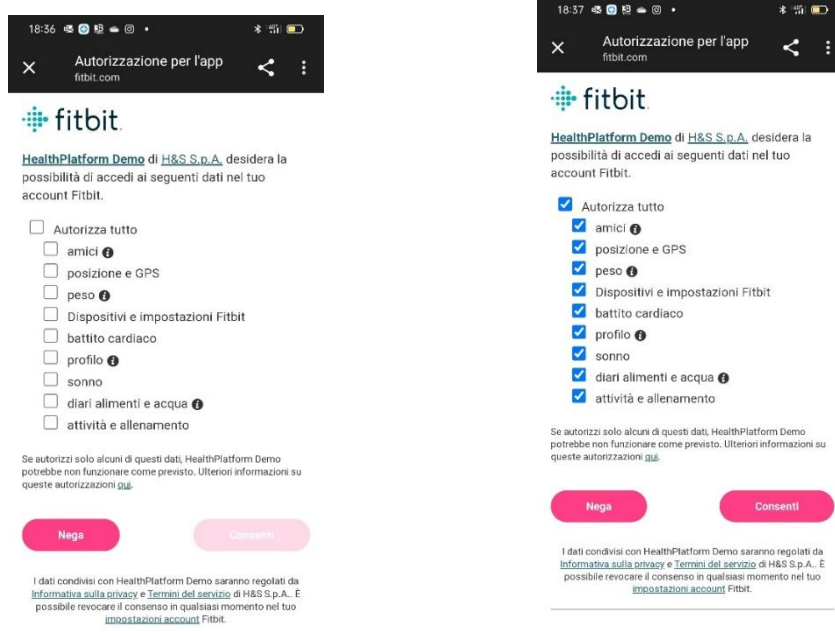 18:36
Autorizzazione per l'app
fitbit.com
fitbit.
HealthPlatform Demo di H&S S.p.A. desidera la
possibilità di accedi ai seguenti dati nel tuo
account Fitbit.
Autorizza tutto
amici
posizione e GPS
peso
Dispositivi e impostazioni Fitbit
battito cardiaco
profilo
sonno
diari alimenti e acqua
attività e allenamento
Se autorizzi solo alcuni di questi dati, HealthPlatform Demo
potrebbe non funzionare come previsto. Ulteriori informazioni su
queste autorizzazioni qui.
Nega
Consenti
I dati condivisi con HealthPlatform Demo saranno regolati da
Informativa sulla privacy e Termini del servizio di H&S S.p.A.. È
possibile revocare il consenso in qualsiasi momento nel tuo
impostazioni account Fitbit.
18:37
Autorizzazione per l'app
fitbit.com
fitbit.
HealthPlatform Demo di H&S S.p.A. desidera la
possibilità di accedi ai seguenti dati nel tuo
account Fitbit.
Autorizza tutto
amici
posizione e GPS
peso
Dispositivi e impostazioni Fitbit
battito cardiaco
profilo
sonno
diari alimenti e acqua
attività e allenamento
Se autorizzi solo alcuni di questi dati, HealthPlatform Demo
potrebbe non funzionare come previsto. Ulteriori informazioni su
queste autorizzazioni qui.
Nega
Consenti
I dati condivisi con HealthPlatform Demo saranno regolati da
Informativa sulla privacy e Termini del servizio di H&S S.p.A.. È
possibile revocare il consenso in qualsiasi momento nel tuo
impostazioni account Fitbit.